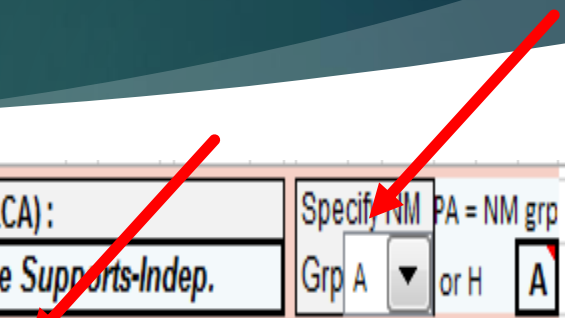 CA) :
Specify NM PA = NM grp
e Supports-Indep.
Grp A or H A